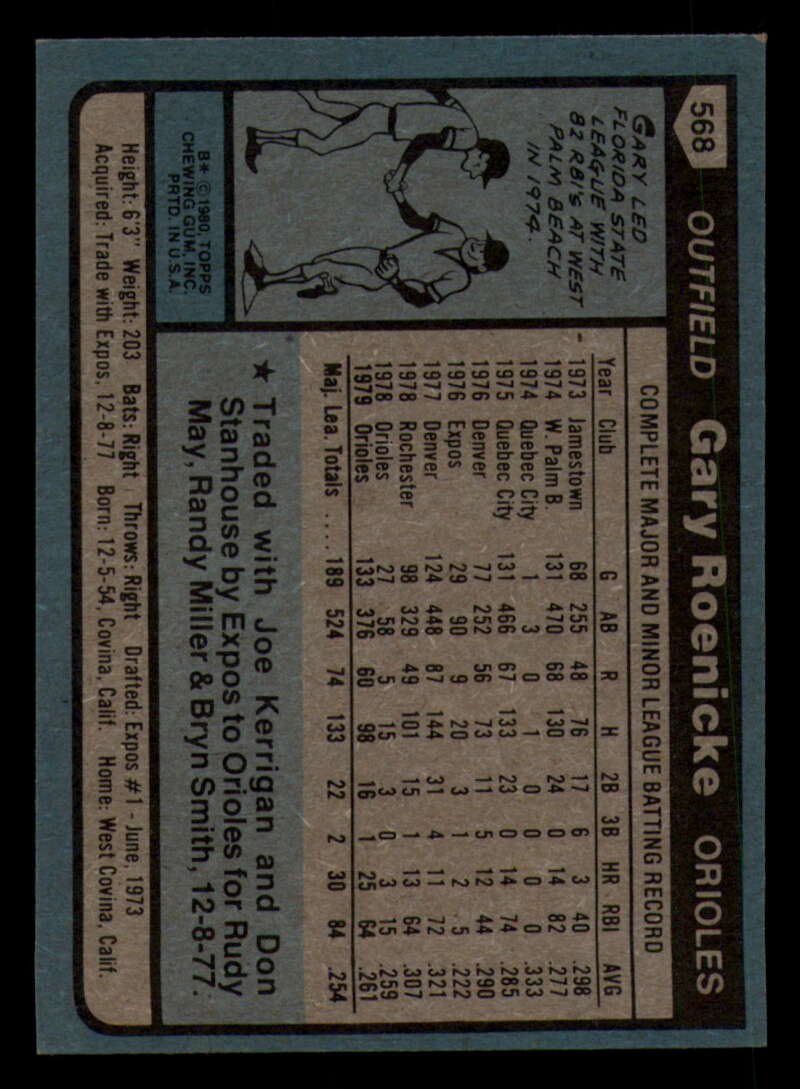 568 OUTFIELD Gary Roenicke ORIOLES
GARY LED
FLORIDA STATE
LEAGUE WITH
82 RBI'S AT WEST
PALM BEACH
IN 1974.
B* © 1980, TOPPS
CHEWING GUM, INC.
PRTD. IN U.S.A.
COMPLETE MAJOR AND MINOR LEAGUE BATTING RECORD
Year Club G AB R H 2B 3B HR RBI AVG
1973 Jamestown 68 255 48 76 17 6 3 40 .298
1974 W. Palm B 131 470 68 130 24 0 14 82 .277
1974 Quebec City 1 3 0 1 0 0 0 0 .333
1975 Quebec City 131 466 67 133 23 0 14 74 .285
1976 Denver 77 252 56 73 11 5 12 44 .290
1976 Expos 29 90 9 20 3 1 2 5 .222
1977 Denver 124 448 87 144 31 4 11 72 .321
1978 Rochester 98 329 49 101 15 1 13 64 .307
1978 Orioles 27 58 5 15 3 0 3 15 .259
1979 Orioles 133 376 60 98 16 1 25 64 .261
Maj. Lea. Totals .... 189 524 74 133 22 2 30 84 .254
★ Traded with Joe Kerrigan and Don
Stanhouse by Expos to Orioles for Rudy
May, Randy Miller & Bryn Smith, 12-8-77.
Height: 6'3" Weight: 203 Bats: Right Throws: Right Drafted: Expos #1 - June, 1973
Acquired: Trade with Expos, 12-8-77 Born: 12-5-54, Covina, Calif. Home: West Covina, Calif.